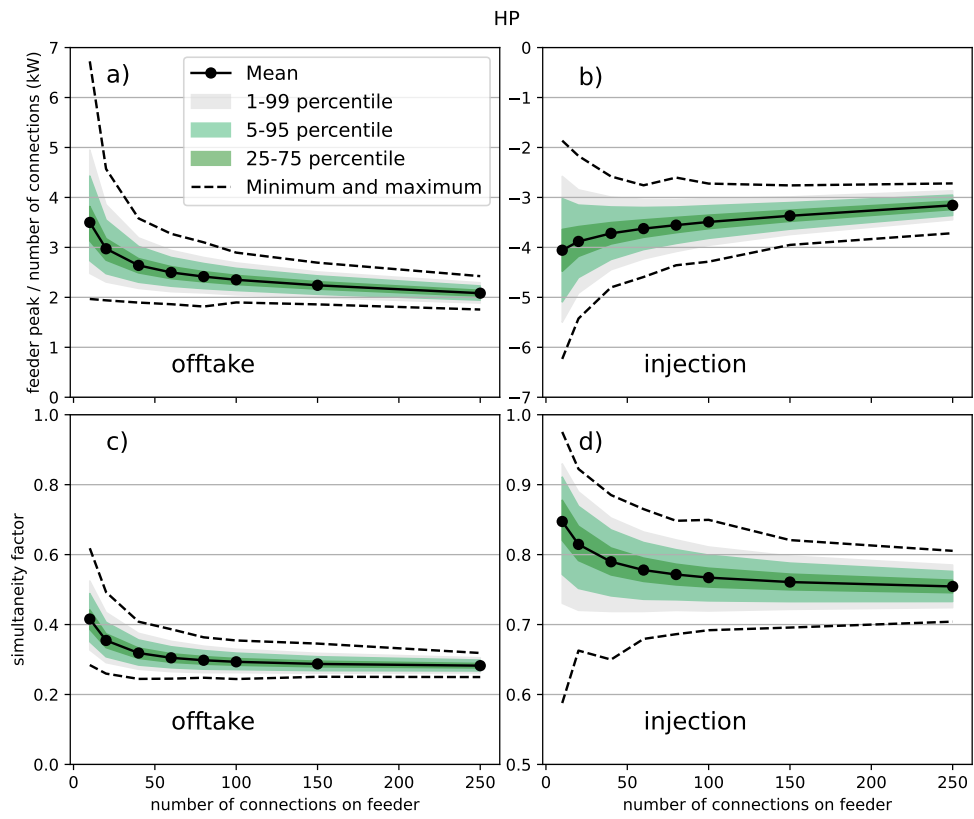 HP
feeder peak / number of connections (kW)
7
6
5
4
3
2
1
0
a)
Mean
1-99 percentile
5-95 percentile
25-75 percentile
Minimum and maximum
offtake
0
−1
−2
−3
−4
−5
−6
−7
b)
injection
simultaneity factor
1.0
0.8
0.6
0.4
0.2
0.0
c)
offtake
0
50
100
150
200
250
number of connections on feeder
1.0
0.9
0.8
0.7
0.6
0.5
d)
injection
0
50
100
150
200
250
number of connections on feeder